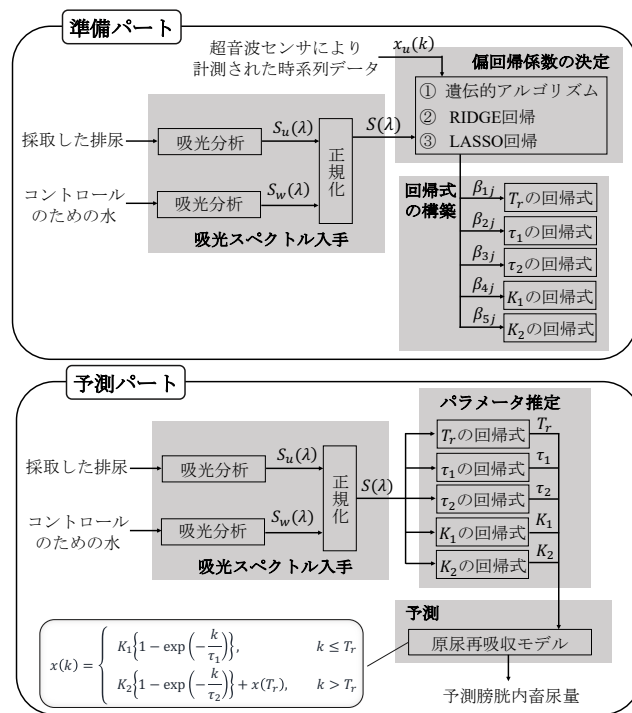 準備パート
超音波センサにより
計測された時系列データ
x_u(k)
偏回帰係数の決定
① 遺伝的アルゴリズム
② RIDGE回帰
③ LASSO回帰
採取した排尿
吸光分析
S_u(λ)
正規化
S(λ)
コントロール
のための水
吸光分析
S_w(λ)
吸光スペクトル入手
回帰式
の構築
β_{1j}
T_rの回帰式
β_{2j}
τ_1の回帰式
β_{3j}
τ_2の回帰式
β_{4j}
K_1の回帰式
β_{5j}
K_2の回帰式
予測パート
採取した排尿
吸光分析
S_u(λ)
正規化
S(λ)
コントロール
のための水
吸光分析
S_w(λ)
吸光スペクトル入手
パラメータ推定
T_rの回帰式
T_r
τ_1の回帰式
τ_1
τ_2の回帰式
τ_2
K_1の回帰式
K_1
K_2の回帰式
K_2
予測
原尿再吸収モデル
予測膀胱内畜尿量
x(k) = {
K_1{1 − exp(−k/τ_1)}, k ≤ T_r
K_2{1 − exp(−k/τ_2)} + x(T_r), k > T_r